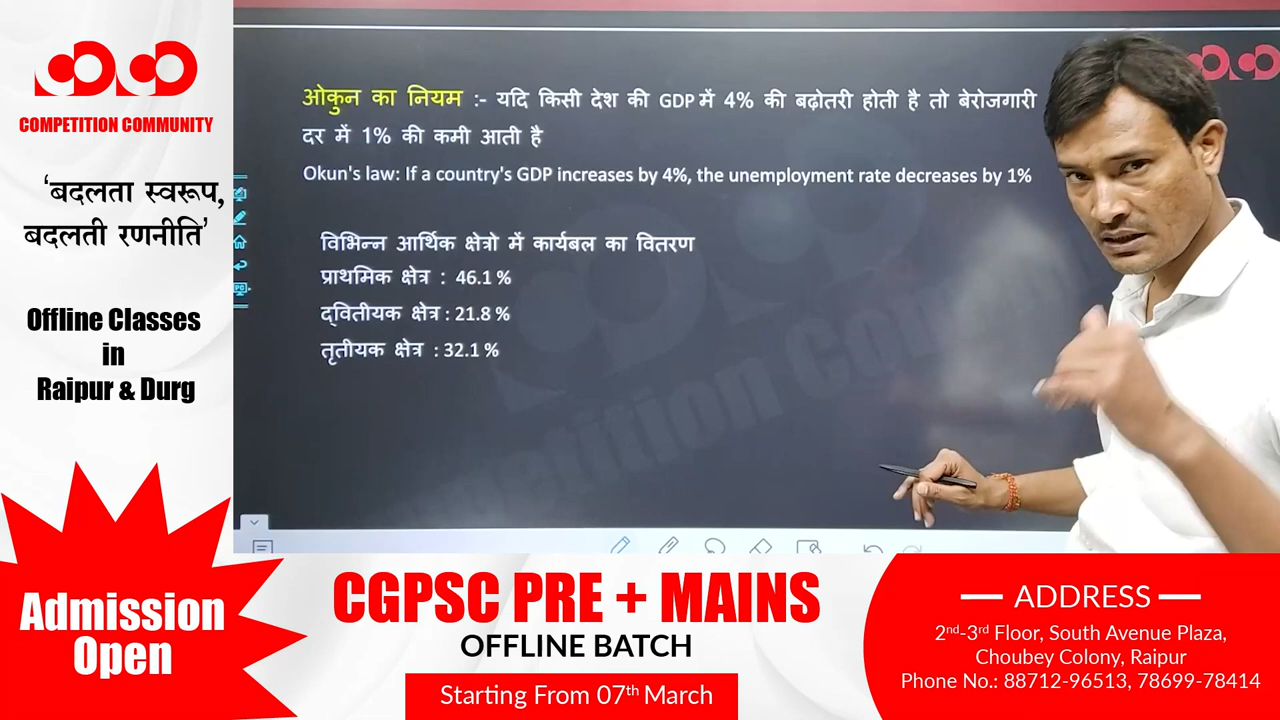 COMPETITION COMMUNITY
‘बदलता स्वरूप,
बदलती रणनीति’
Offline Classes
in
Raipur & Durg
Admission
Open
ओकुन का नियम :- यदि किसी देश की GDP में 4% की बढ़ोतरी होती है तो बेरोजगारी
दर में 1% की कमी आती है
Okun's law: If a country's GDP increases by 4%, the unemployment rate decreases by 1%
विभिन्न आर्थिक क्षेत्रो में कार्यबल का वितरण
प्राथमिक क्षेत्र : 46.1 %
द्वितीयक क्षेत्र : 21.8 %
तृतीयक क्षेत्र : 32.1 %
CGPSC PRE + MAINS
OFFLINE BATCH
Starting From 07th March
ADDRESS
2nd-3rd Floor, South Avenue Plaza,
Choubey Colony, Raipur
Phone No.: 88712-96513, 78699-78414